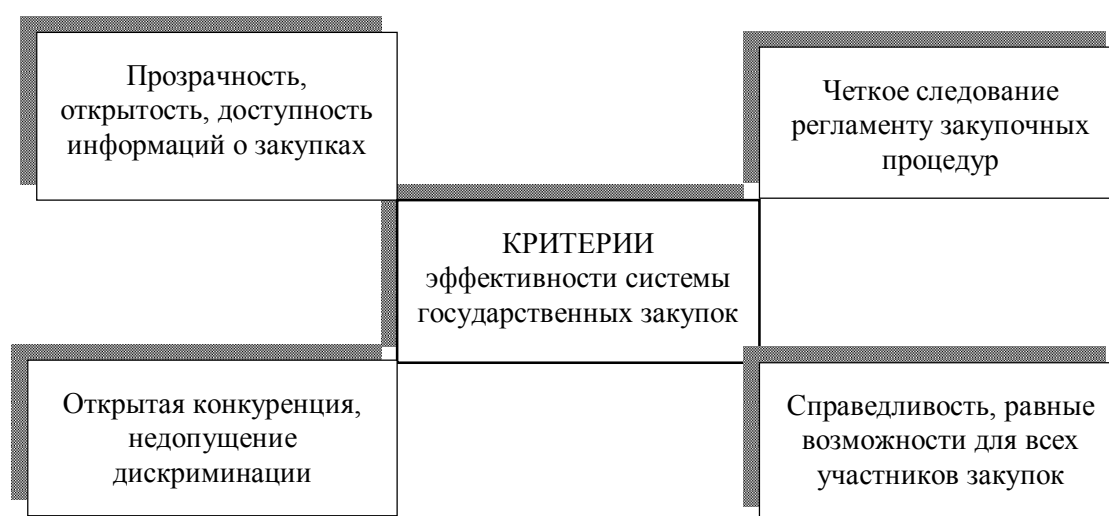 Прозрачность,
открытость, доступность
информаций о закупках
Четкое следование
регламенту закупочных
процедур
КРИТЕРИИ
эффективности системы
государственных закупок
Открытая конкуренция,
недопущение
дискриминации
Справедливость, равные
возможности для всех
участников закупок